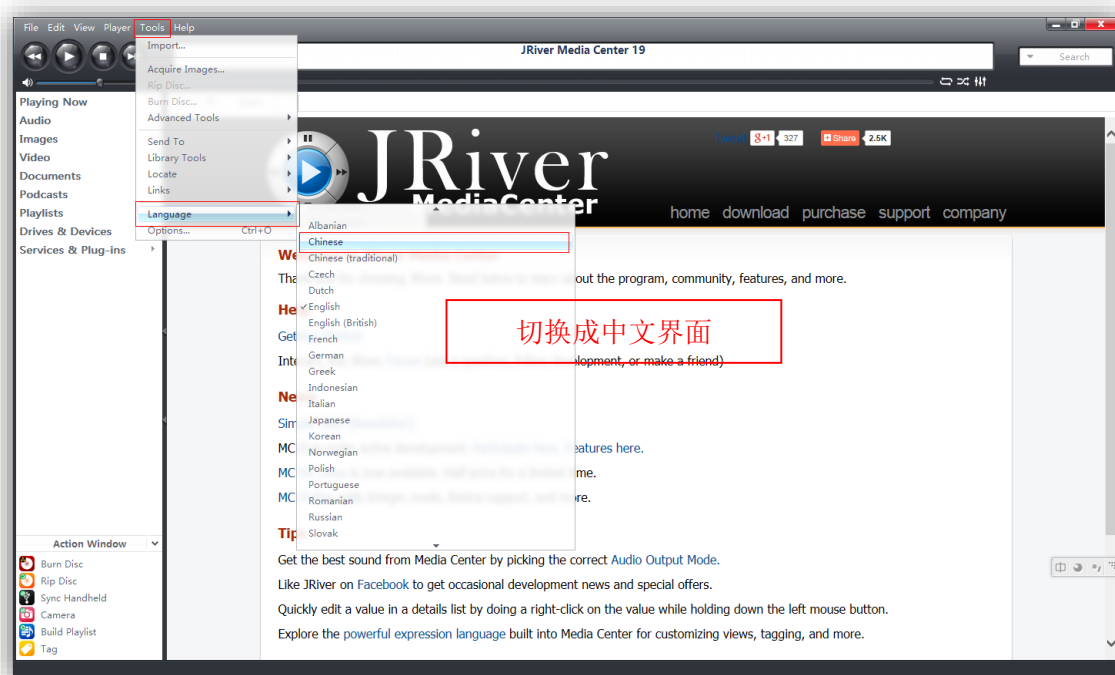 File Edit View Player Tools Help
JRiver Media Center 19
Search
Import...
Acquire Images...
Rip Disc...
Burn Disc...
Advanced Tools
Send To
Library Tools
Locate
Links
Language
Options... Ctrl+O
Playing Now
Audio
Images
Video
Documents
Podcasts
Playlists
Drives & Devices
Services & Plug-ins
JRiver
MediaCenter
g+1 327
Share 2.5K
home download purchase support company
Albanian
Chinese
Chinese (traditional)
Czech
Dutch
English
English (British)
French
German
Greek
Indonesian
Italian
Japanese
Korean
Norwegian
Polish
Portuguese
Romanian
Russian
Slovak
切换成中文界面
out the program, community, features, and more.
or make a friend)
eatures here.
Get the best sound from Media Center by picking the correct Audio Output Mode.
Like JRiver on Facebook to get occasional development news and special offers.
Quickly edit a value in a details list by doing a right-click on the value while holding down the left mouse button.
Explore the powerful expression language built into Media Center for customizing views, tagging, and more.
Action Window
Burn Disc
Rip Disc
Sync Handheld
Camera
Build Playlist
Tag